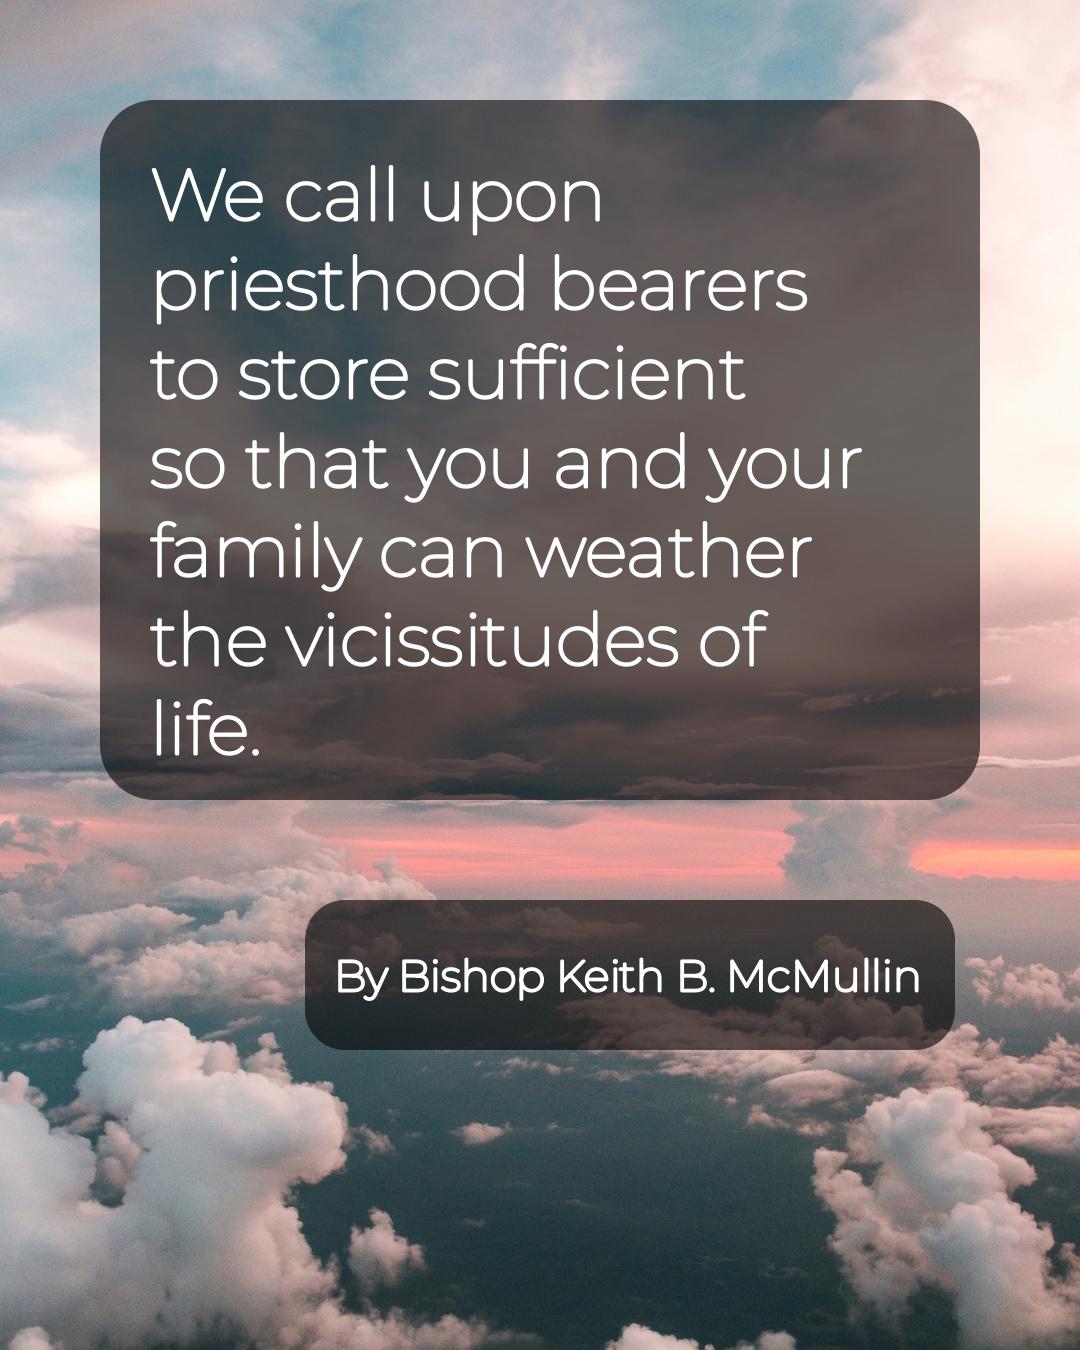 We call upon
priesthood bearers
to store sufficient
so that you and your
family can weather
the vicissitudes of
life.
By Bishop Keith B. McMullin